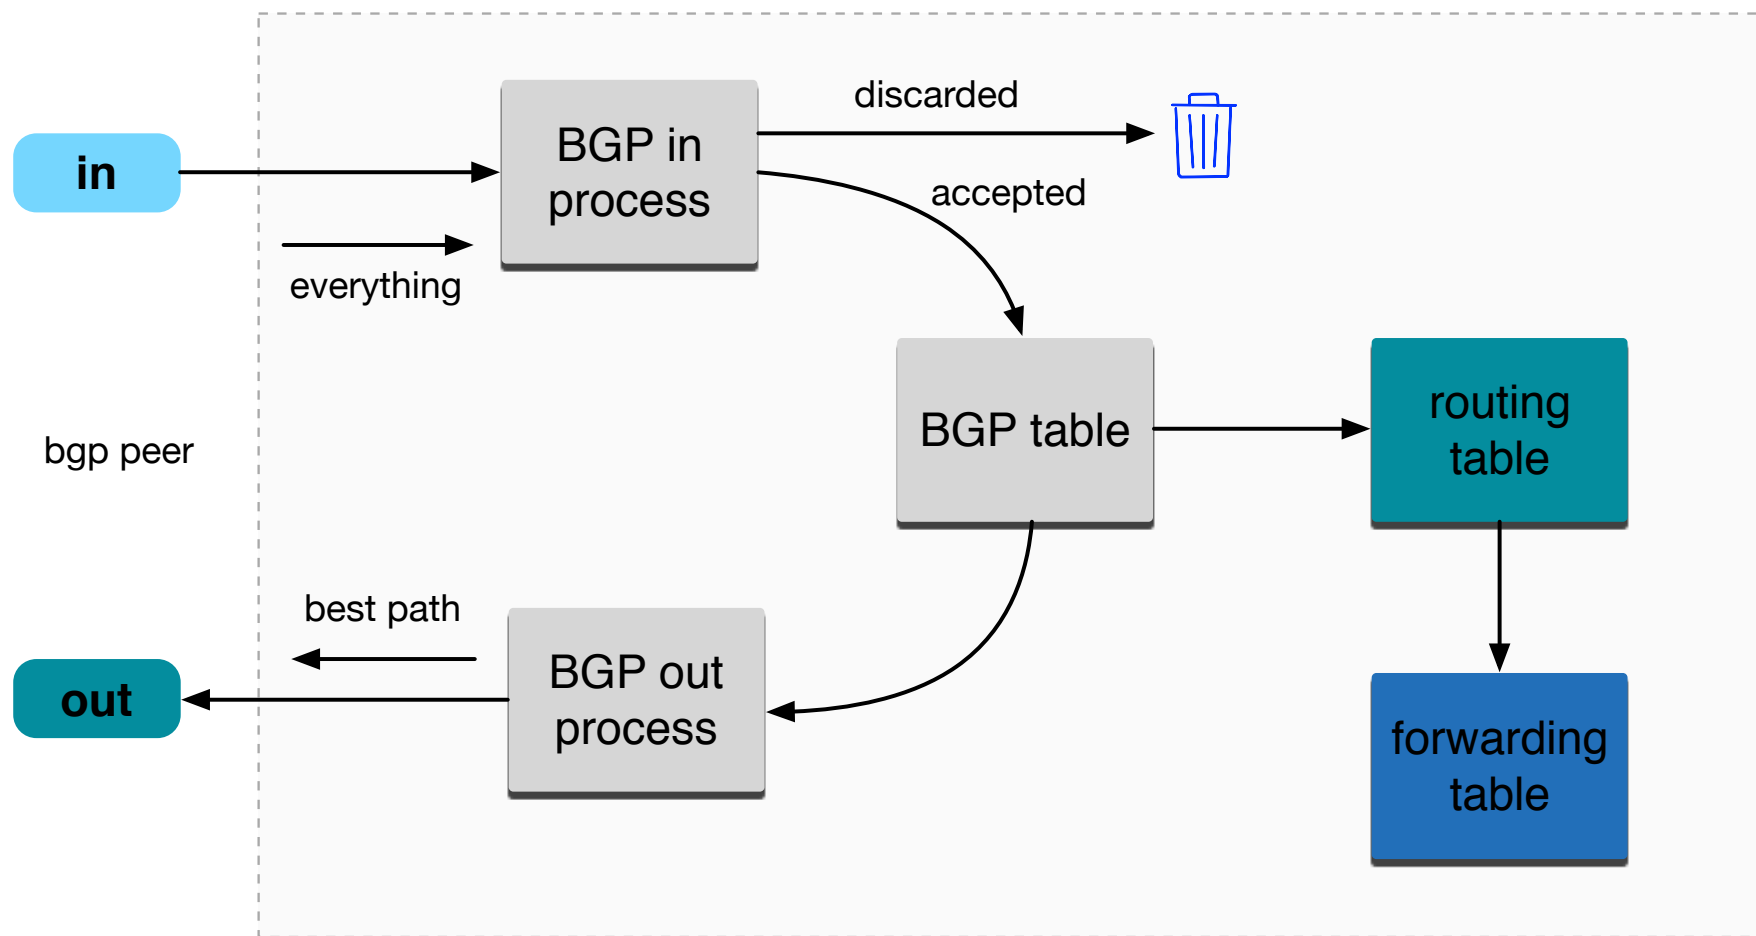 in
everything
BGP in
process
discarded
accepted
bgp peer
BGP table
routing
table
best path
out
BGP out
process
forwarding
table